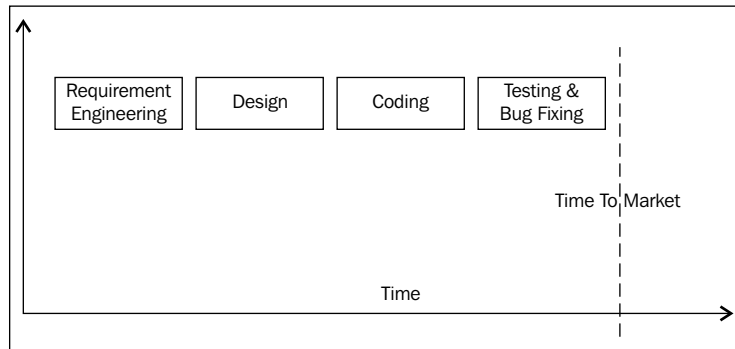 Requirement
Engineering
Design
Coding
Testing &
Bug Fixing
Time To Market
Time